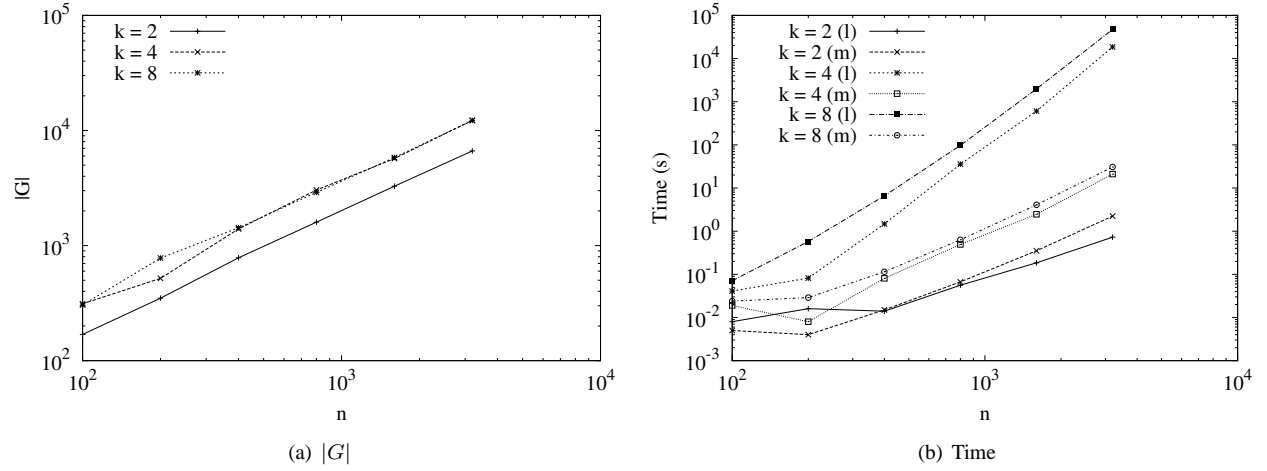 10^5
10^4
10^3
10^2
|G|
k = 2
k = 4
k = 8
10^2
10^3
10^4
n
(a) |G|
10^5
10^4
10^3
10^2
10^1
10^0
10^-1
10^-2
10^-3
Time (s)
k = 2 (l)
k = 2 (m)
k = 4 (l)
k = 4 (m)
k = 8 (l)
k = 8 (m)
10^2
10^3
10^4
n
(b) Time